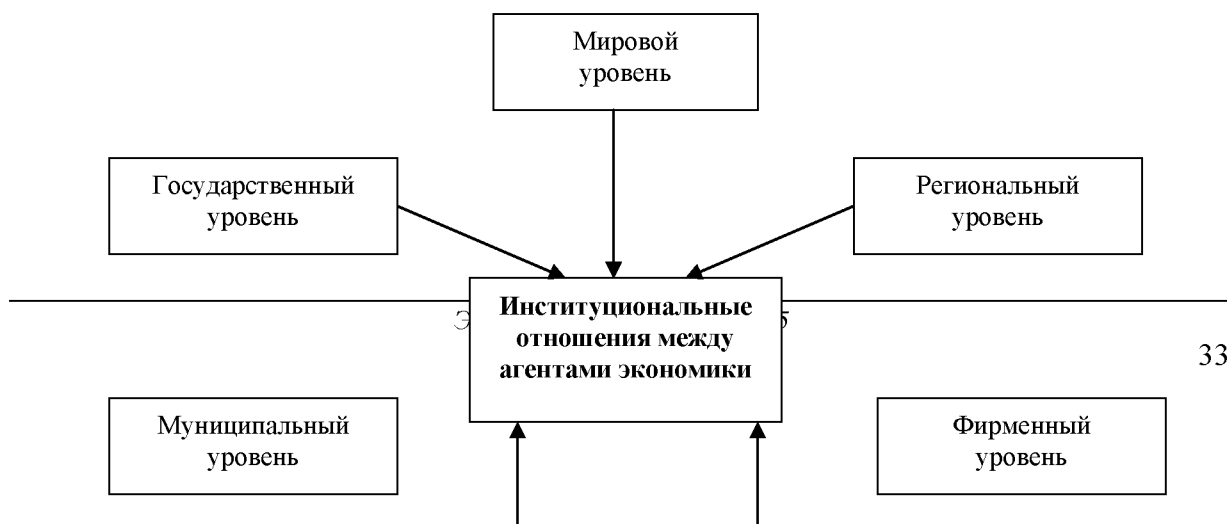 Мировой
уровень
Государственный
уровень
Региональный
уровень
Институциональные
отношения между
агентами экономики
33
Муниципальный
уровень
Фирменный
уровень